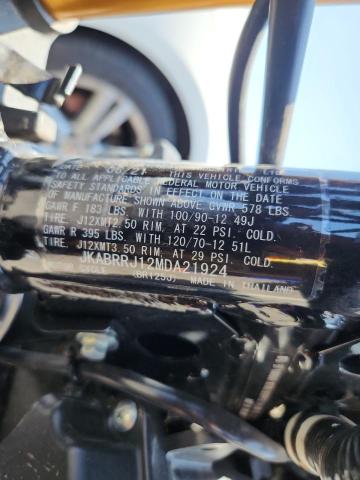 THIS VEHICLE CONFORMS
TO ALL APPLICABLE FEDERAL MOTOR VEHICLE
SAFETY STANDARDS IN EFFECT ON THE DATE
OF MANUFACTURE SHOWN ABOVE. GVWR 578 LBS.
GAWR F 183 LBS. WITH 100/90-12 49J
TIRE, J12XMT2.50 RIM, AT 22 PSI. COLD.
GAWR R 395 LBS. WITH 120/70-12 51L
TIRE, J12XMT3.50 RIM, AT 29 PSI. COLD.
JKABRRJ12MDA21924
(BR125J) MADE IN THAILAND